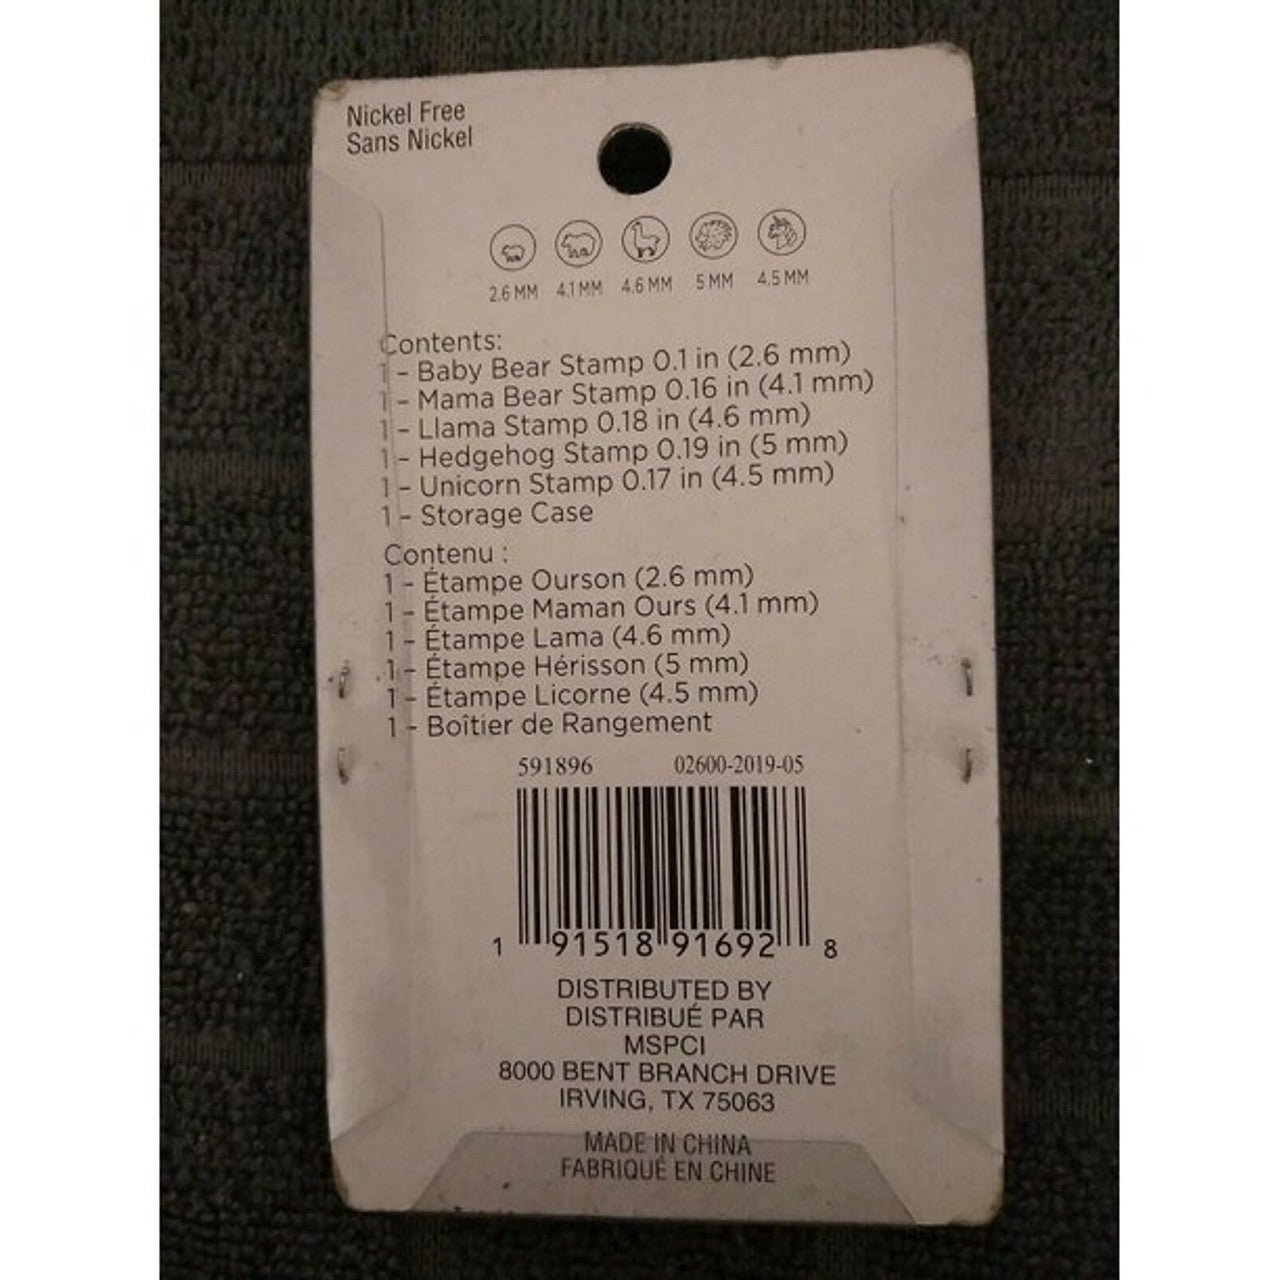 Nickel Free
Sans Nickel
2.6 MM 4.1 MM 4.6 MM 5 MM 4.5 MM
Contents:
1 - Baby Bear Stamp 0.1 in (2.6 mm)
1 - Mama Bear Stamp 0.16 in (4.1 mm)
1 - Llama Stamp 0.18 in (4.6 mm)
1 - Hedgehog Stamp 0.19 in (5 mm)
1 - Unicorn Stamp 0.17 in (4.5 mm)
1 - Storage Case
Contenu :
1 - Étampe Ourson (2.6 mm)
1 - Étampe Maman Ours (4.1 mm)
1 - Étampe Lama (4.6 mm)
1 - Étampe Hérisson (5 mm)
1 - Étampe Licorne (4.5 mm)
1 - Boîtier de Rangement
591896 02600-2019-05
1 91518 91692 8
DISTRIBUTED BY
DISTRIBUÉ PAR
MSPCI
8000 BENT BRANCH DRIVE
IRVING, TX 75063
MADE IN CHINA
FABRIQUÉ EN CHINE